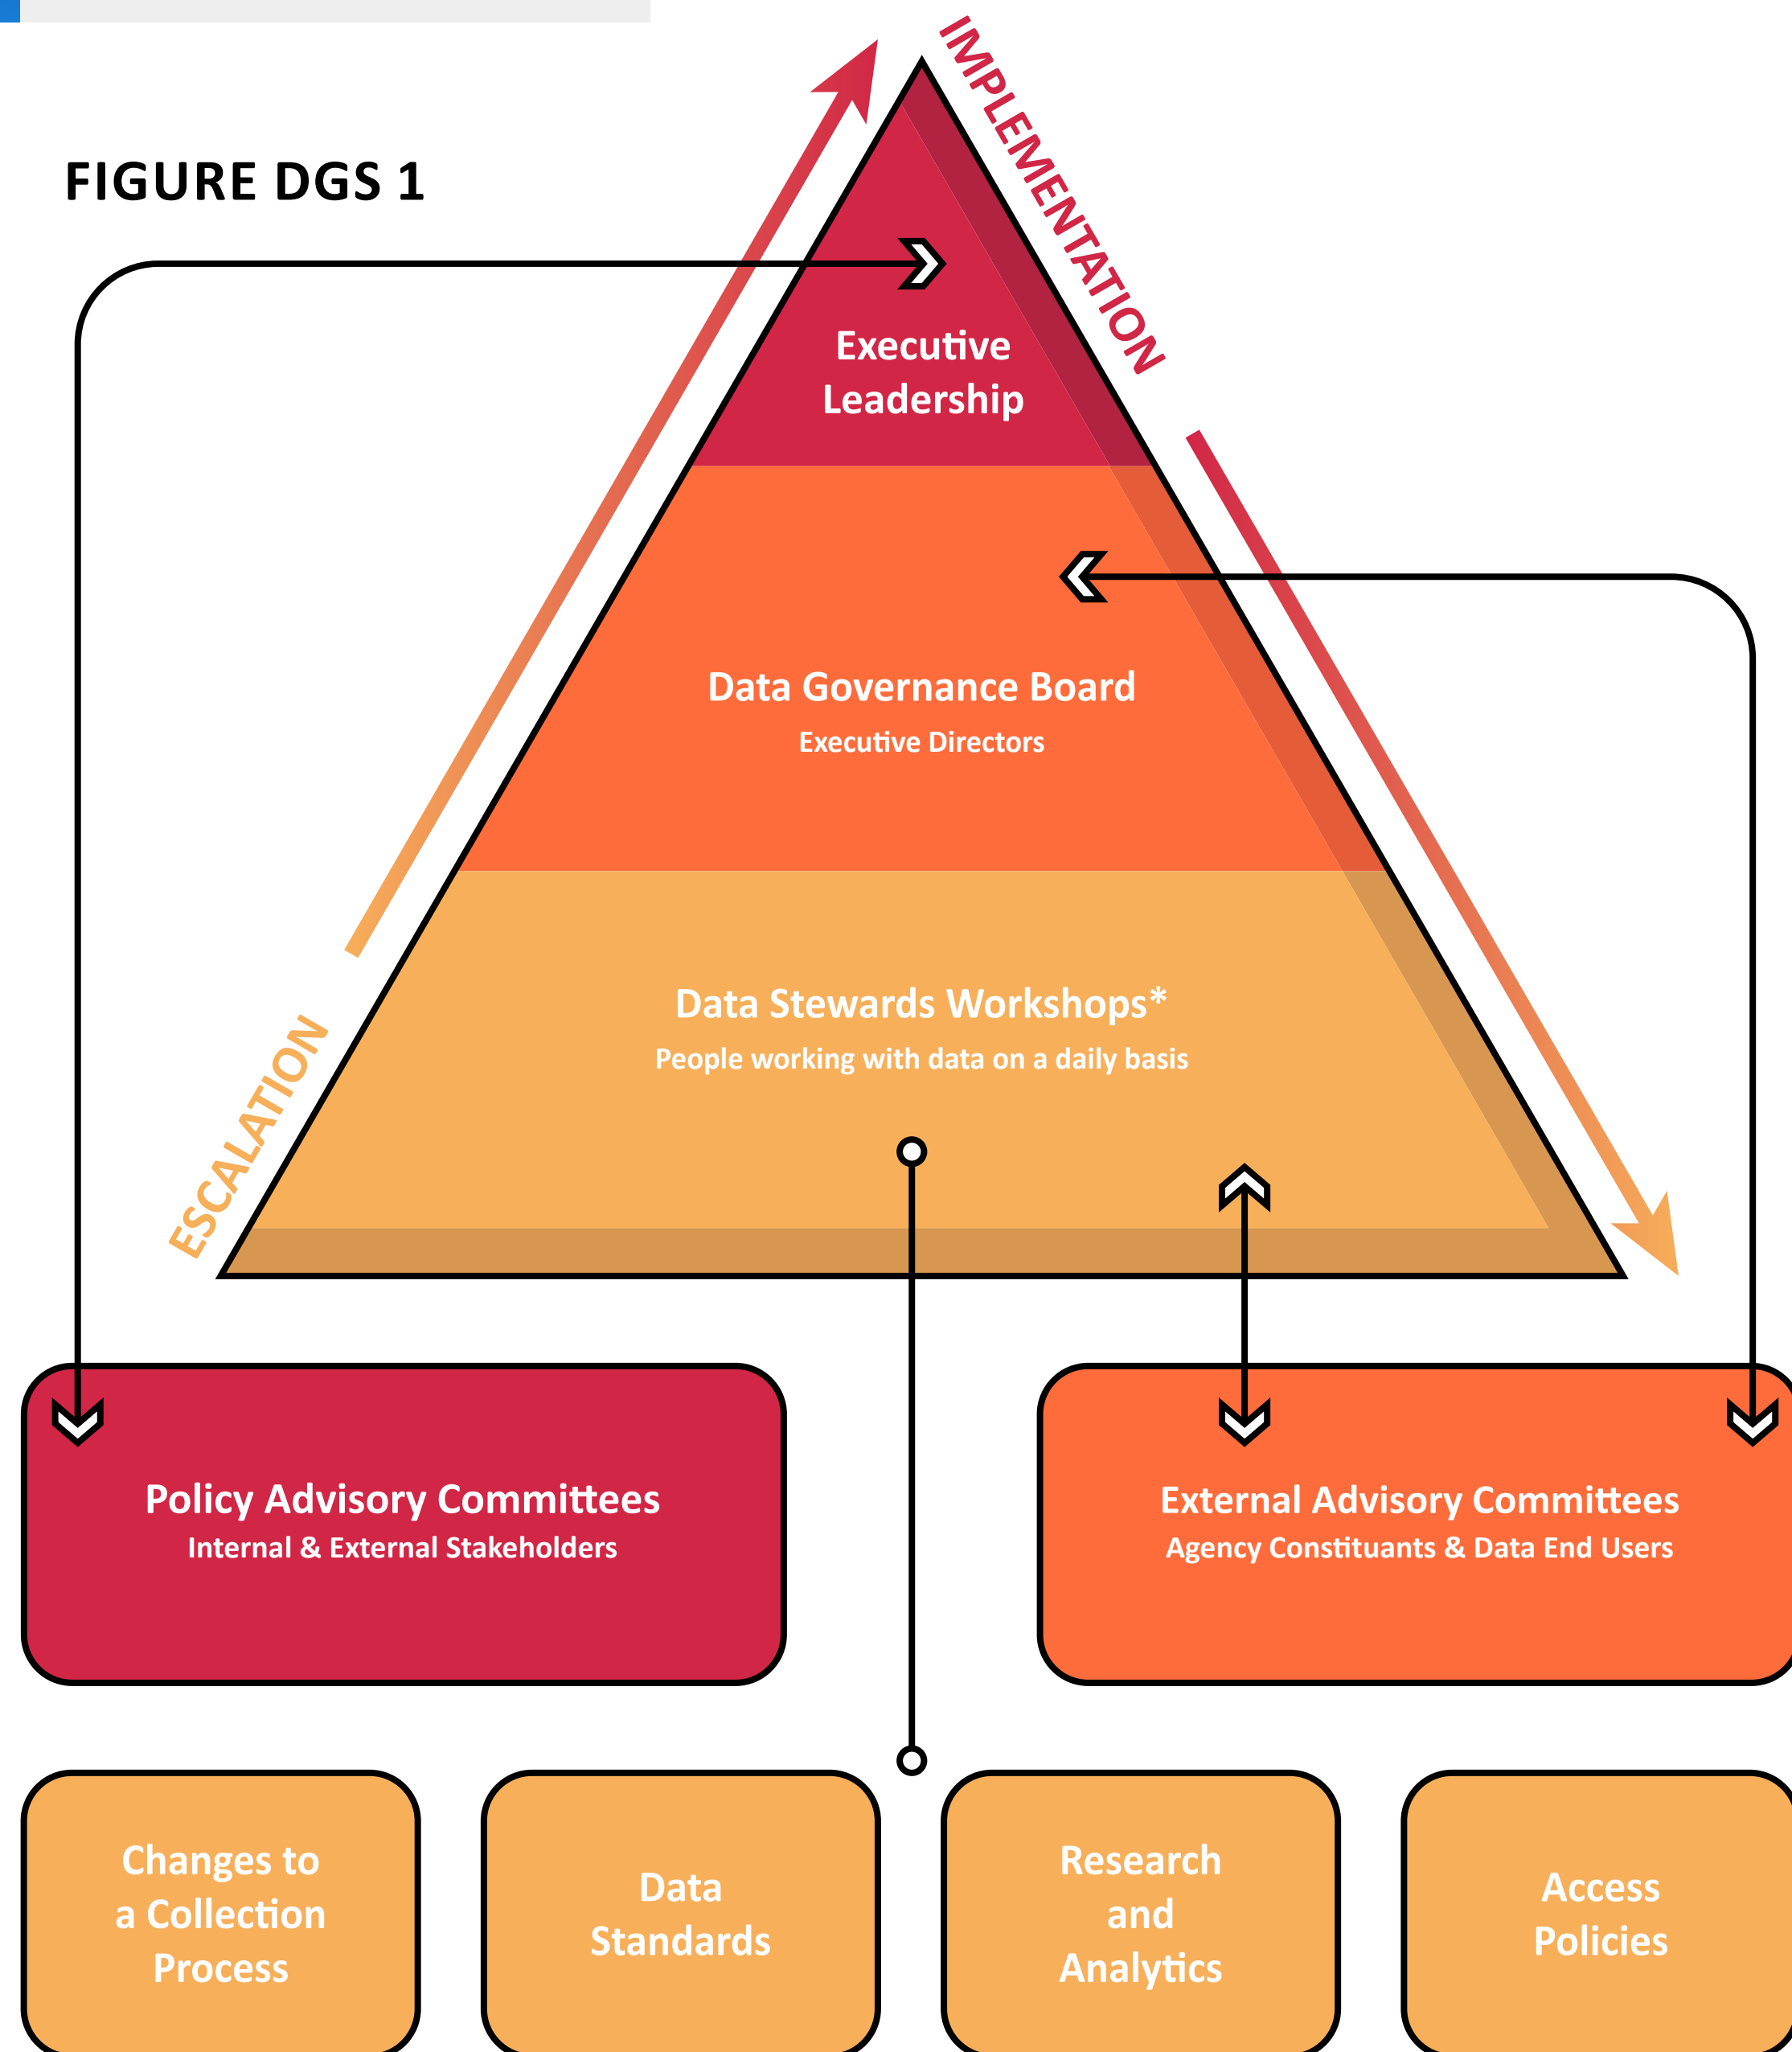 FIGURE DGS 1
IMPLEMENTATION
ESCALATION
Executive
Leadership
Data Governance Board
Executive Directors
Data Stewards Workshops*
People working with data on a daily basis
Policy Advisory Committees
Internal & External Stakeholders
External Advisory Committees
Agency Constituants & Data End Users
Changes to
a Collection
Process
Data
Standards
Research
and
Analytics
Access
Policies